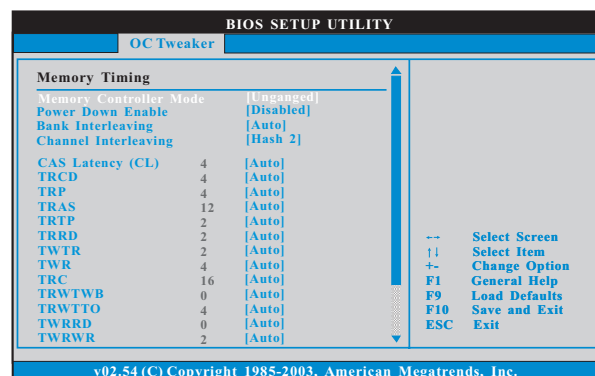 BIOS SETUP UTILITY
OC Tweaker
Memory Timing
Memory Controller Mode [Unganged]
Power Down Enable [Disabled]
Bank Interleaving [Auto]
Channel Interleaving [Hash 2]
CAS Latency (CL) 4 [Auto]
TRCD 4 [Auto]
TRP 4 [Auto]
TRAS 12 [Auto]
TRTP 2 [Auto]
TRRD 2 [Auto]
TWTR 2 [Auto]
TWR 4 [Auto]
TRC 16 [Auto]
TRWTWB 0 [Auto]
TRWTTO 4 [Auto]
TWRRD 0 [Auto]
TWRWR 2 [Auto]
←→ Select Screen
↑↓ Select Item
+- Change Option
F1 General Help
F9 Load Defaults
F10 Save and Exit
ESC Exit
v02.54 (C) Copyright 1985-2003, American Megatrends, Inc.